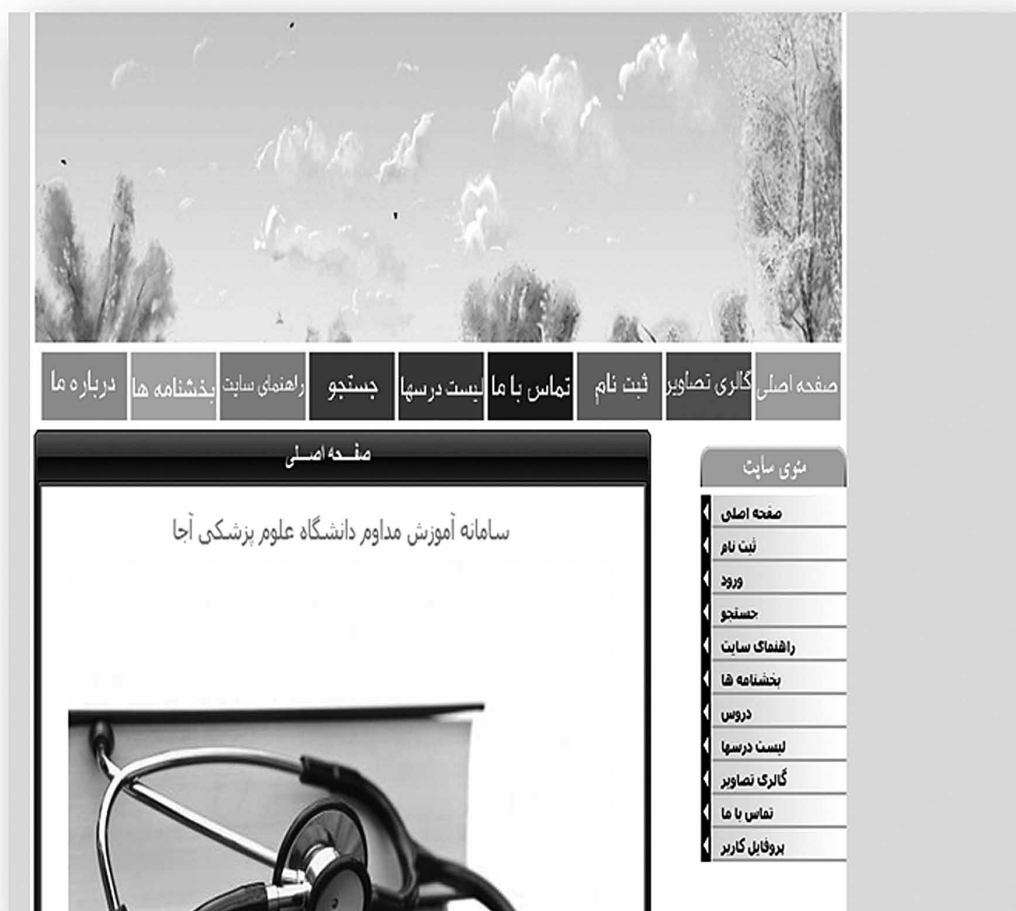 صفحه اصلی گالری تصاویر ثبت نام تماس با ما لیست درسها جستجو راهنمای سایت بخشنامه ها درباره ما
صفـحه اصـلی
سامانه آموزش مداوم دانشگاه علوم پزشکی آجا
منوی سایت
صفحه اصلی
ثبت نام
ورود
جستجو
راهنمای سایت
بخشنامه ها
دروس
لیست درسها
گالری تصاویر
تماس با ما
پروفایل کاربر